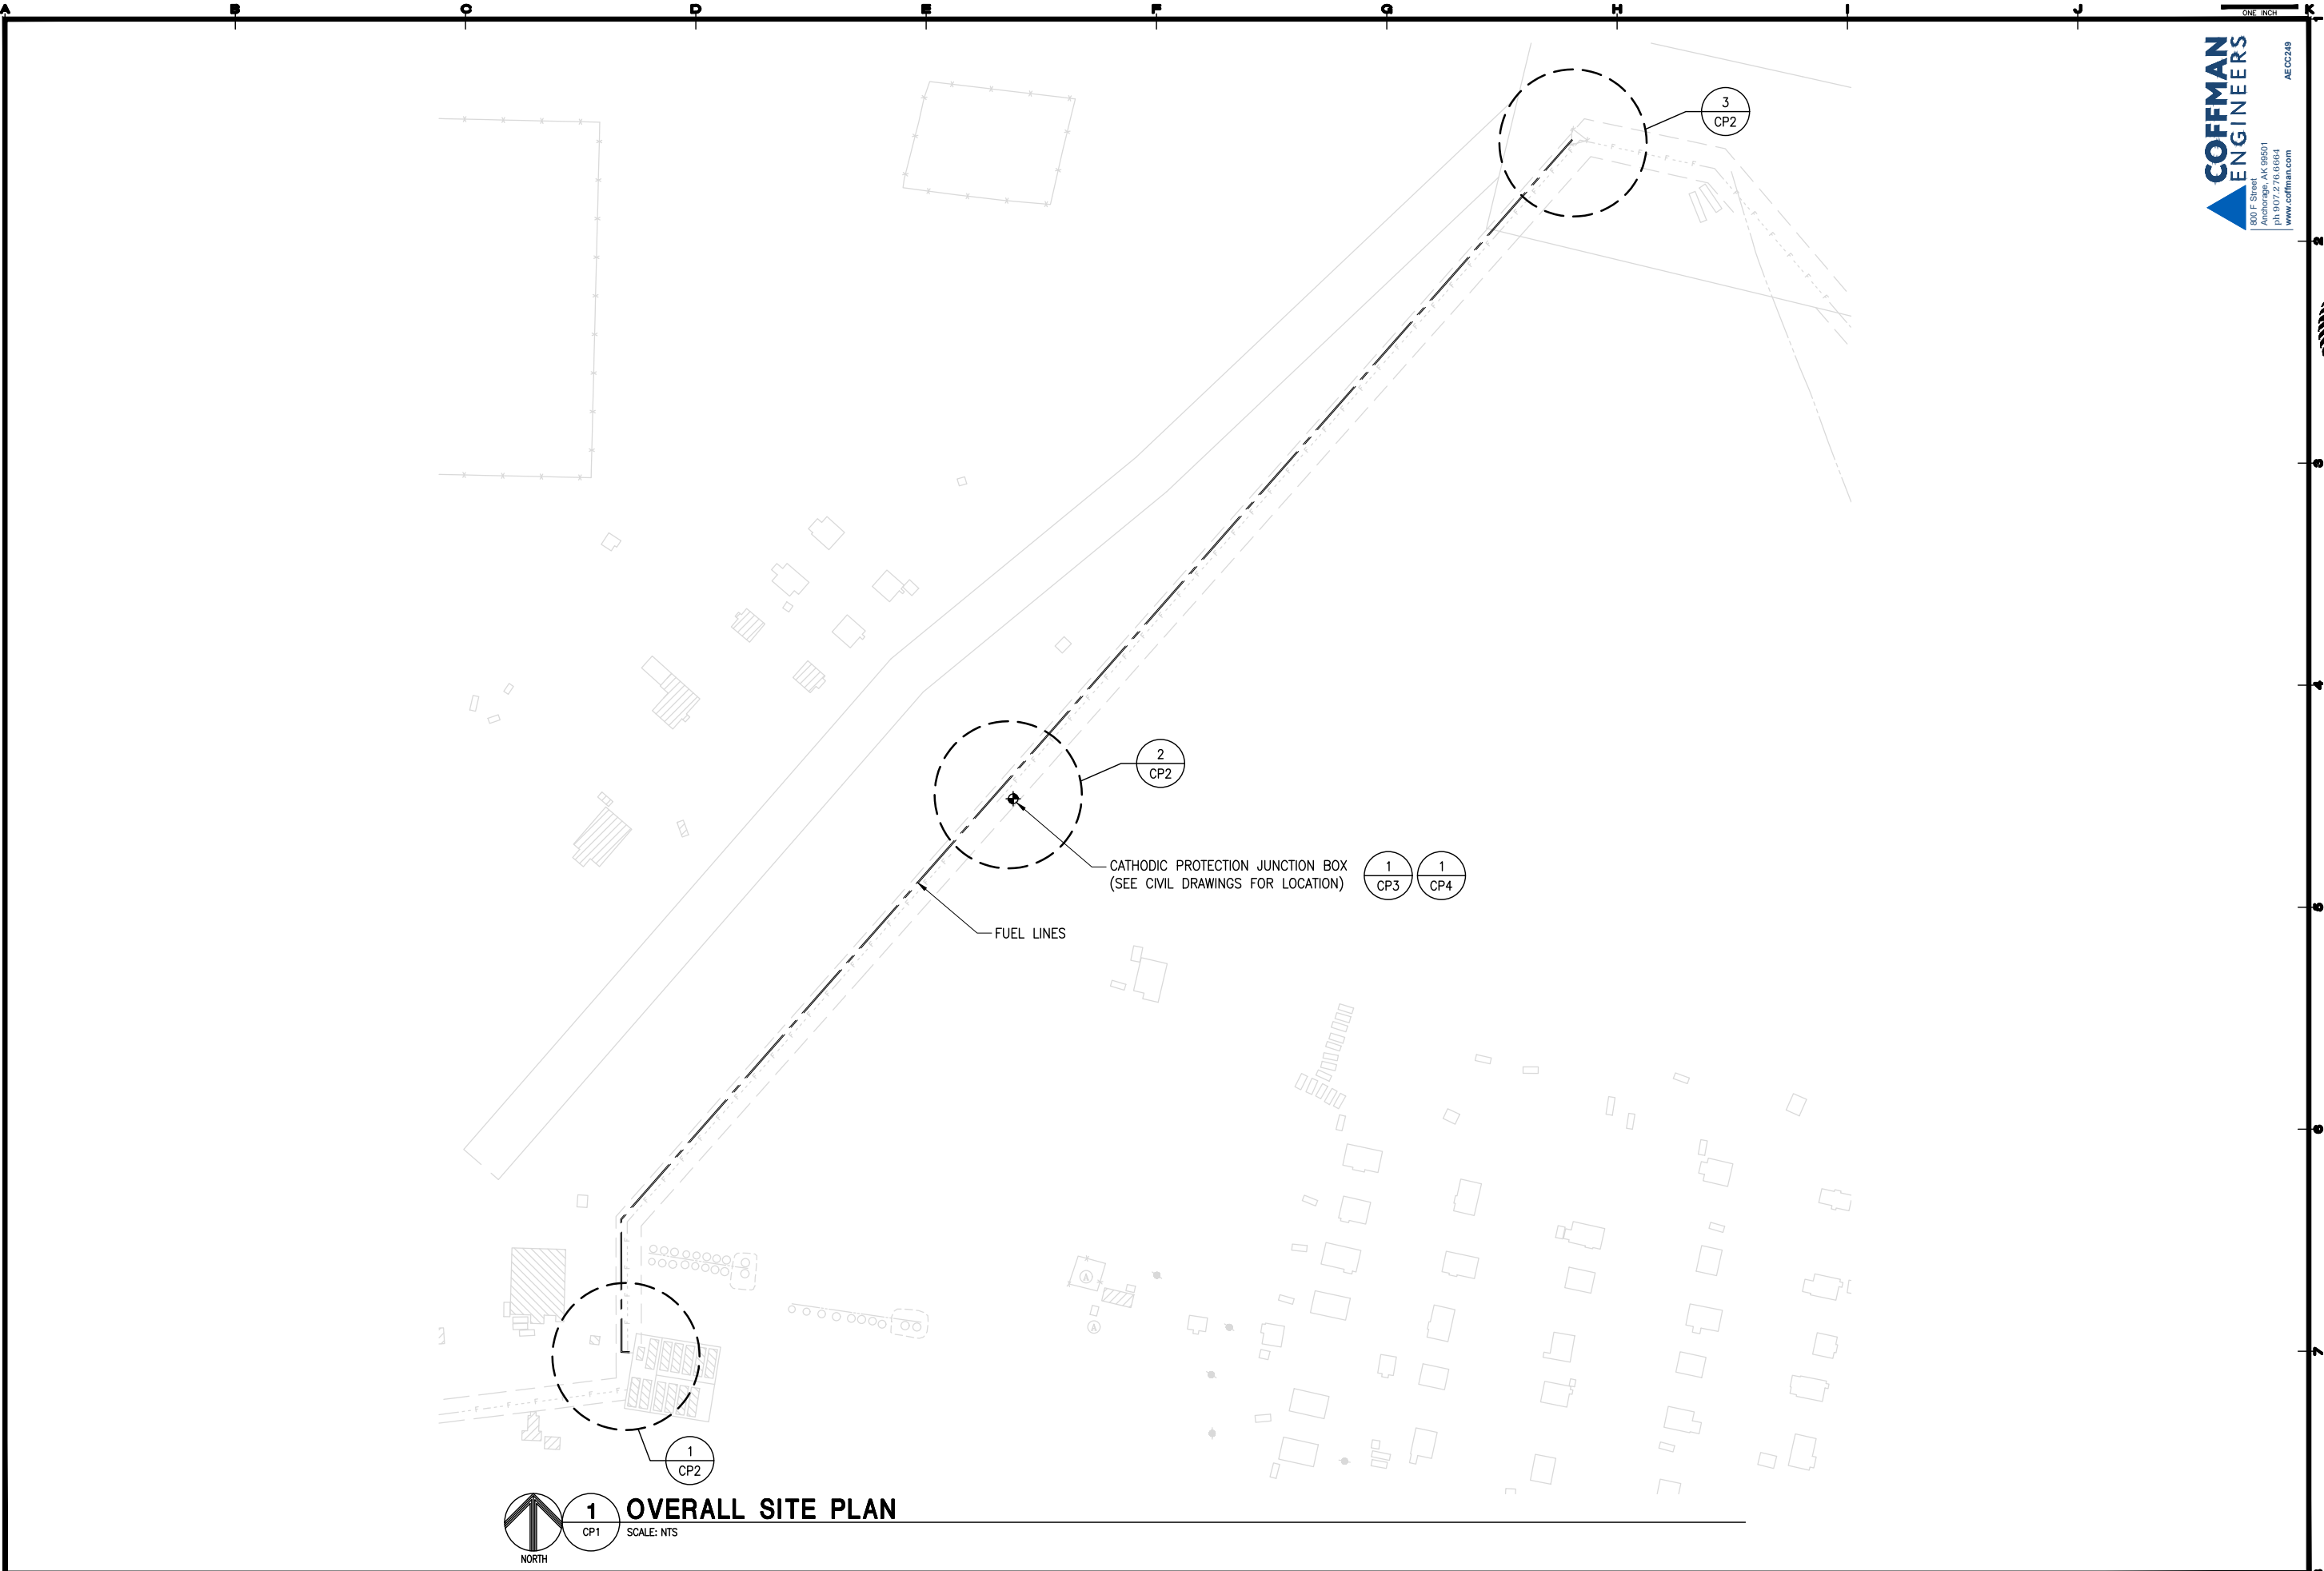 A B C D E F G H I J K
ONE INCH
1
2
3
4
5
6
7
COFFMAN
ENGINEERS
AECC249
800 F Street
Anchorage, AK 99501
ph 907.276.6664
www.coffman.com
3
CP2
2
CP2
CATHODIC PROTECTION JUNCTION BOX
(SEE CIVIL DRAWINGS FOR LOCATION)
1
CP3
1
CP4
FUEL LINES
A
A
1
CP2
1
CP1
OVERALL SITE PLAN
SCALE: NTS
NORTH